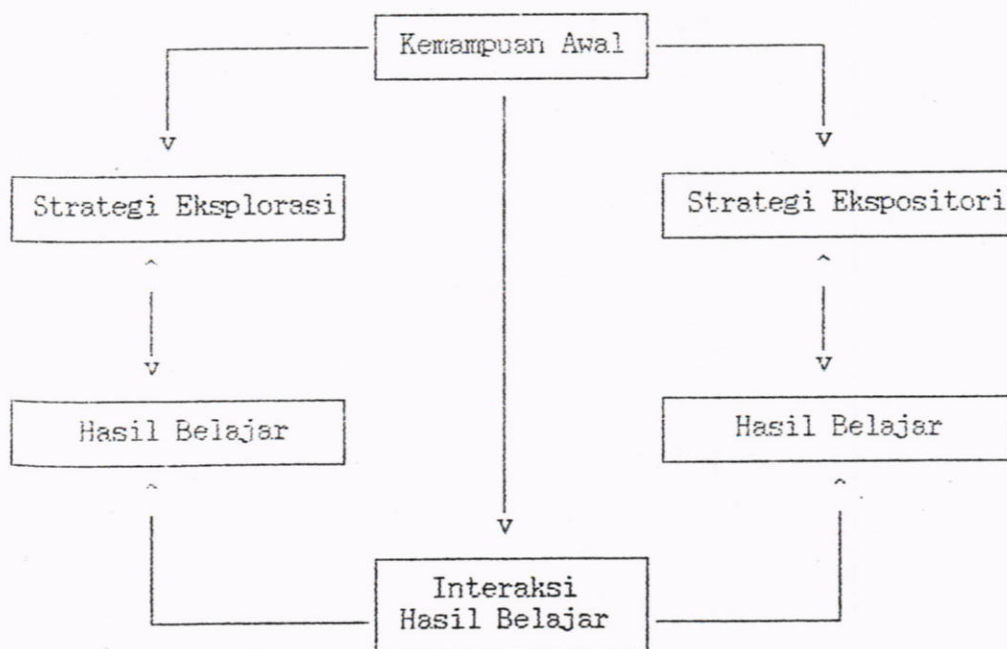 Kemampuan Awal
Strategi Eksplorasi
Strategi Ekspositori
Hasil Belajar
Hasil Belajar
Interaksi
Hasil Belajar